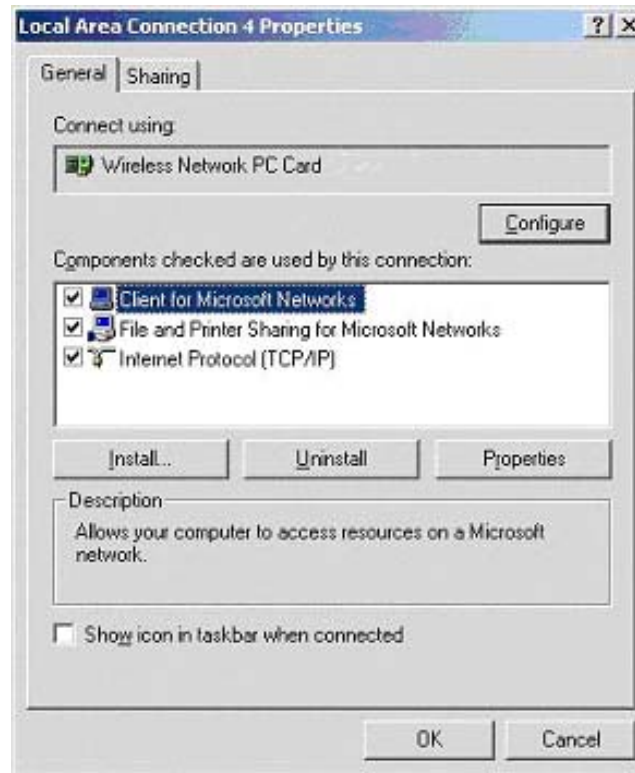 Local Area Connection 4 Properties
General
Sharing
Connect using:
Wireless Network PC Card
Configure
Components checked are used by this connection:
Client for Microsoft Networks
File and Printer Sharing for Microsoft Networks
Internet Protocol (TCP/IP)
Install...
Uninstall
Properties
Description
Allows your computer to access resources on a Microsoft
network.
Show icon in taskbar when connected
OK
Cancel